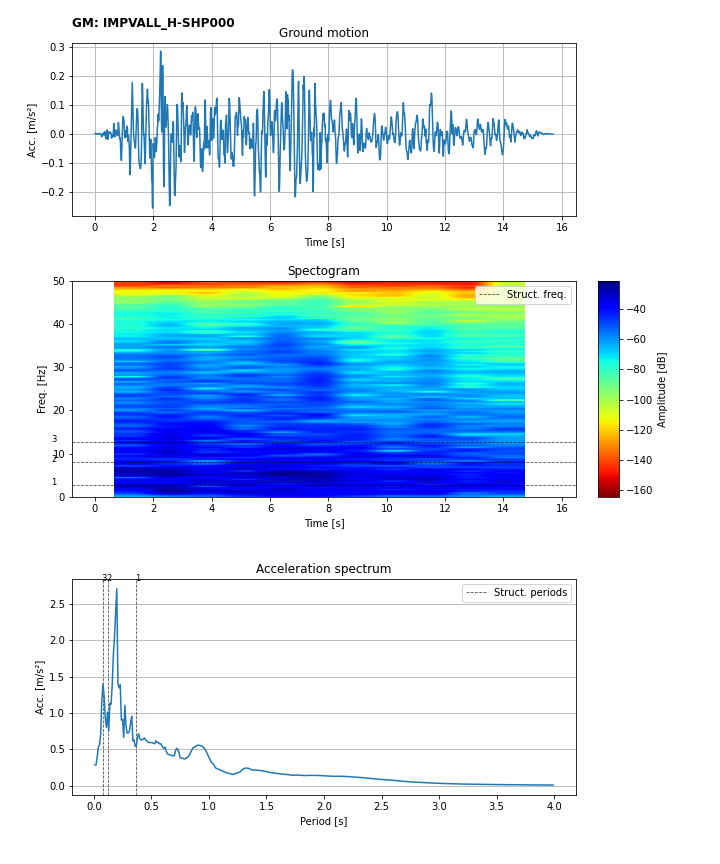 GM: IMPVALL_H-SHP000
Ground motion
0.3
0.2
0.1
0.0
−0.1
−0.2
Acc. [m/s²]
0 2 4 6 8 10 12 14 16
Time [s]
Spectogram
50
40
30
20
10
0
3
2
1
Freq. [Hz]
Struct. freq.
0 2 4 6 8 10 12 14 16
Time [s]
−40
−60
−80
−100
−120
−140
−160
Amplitude [dB]
Acceleration spectrum
3 2 1
Struct. periods
2.5
2.0
1.5
1.0
0.5
0.0
Acc. [m/s²]
0.0 0.5 1.0 1.5 2.0 2.5 3.0 3.5 4.0
Period [s]